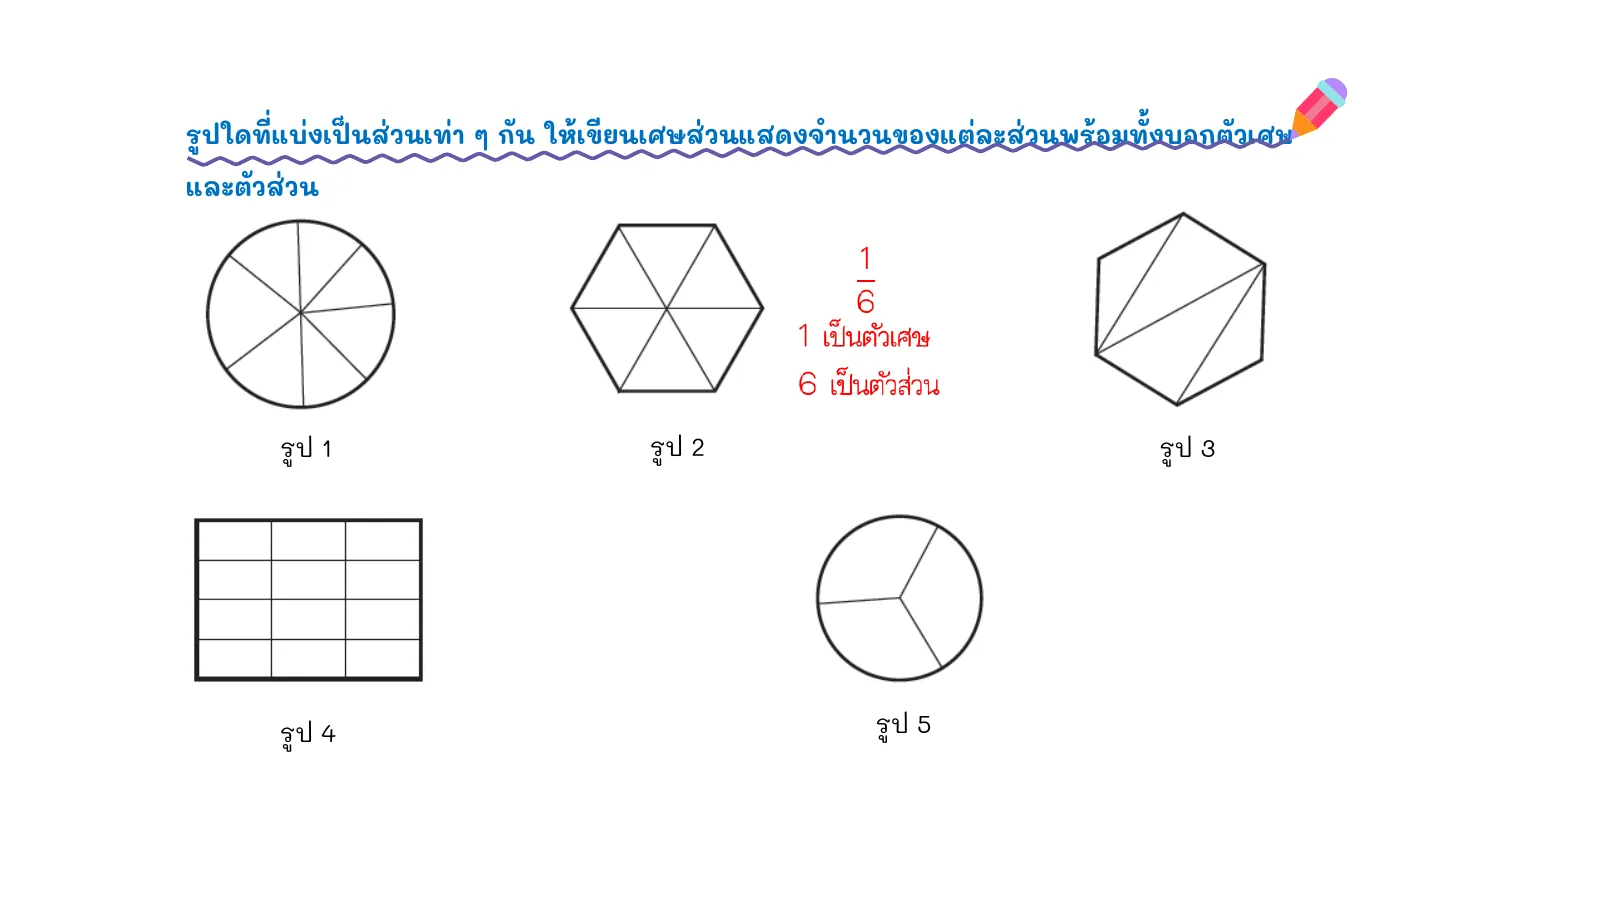 รูปใดที่แบ่งเป็นส่วนเท่า ๆ กัน ให้เขียนเศษส่วนแสดงจำนวนของแต่ละส่วนพร้อมทั้งบอกตัวเศษ
และตัวส่วน
1
6
1 เป็นตัวเศษ
6 เป็นตัวส่วน
รูป 1
รูป 2
รูป 3
รูป 4
รูป 5